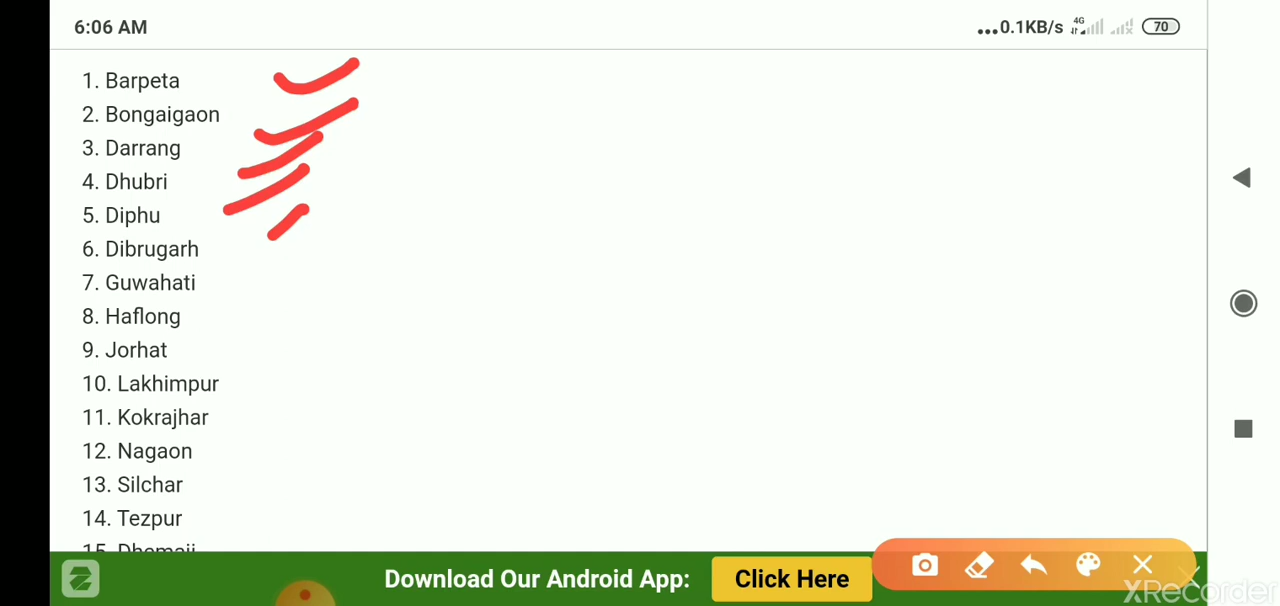 6:06 AM
...0.1KB/s 4G 70
1. Barpeta
2. Bongaigaon
3. Darrang
4. Dhubri
5. Diphu
6. Dibrugarh
7. Guwahati
8. Haflong
9. Jorhat
10. Lakhimpur
11. Kokrajhar
12. Nagaon
13. Silchar
14. Tezpur
15. Dhemaji
Download Our Android App: Click Here
XRecorder